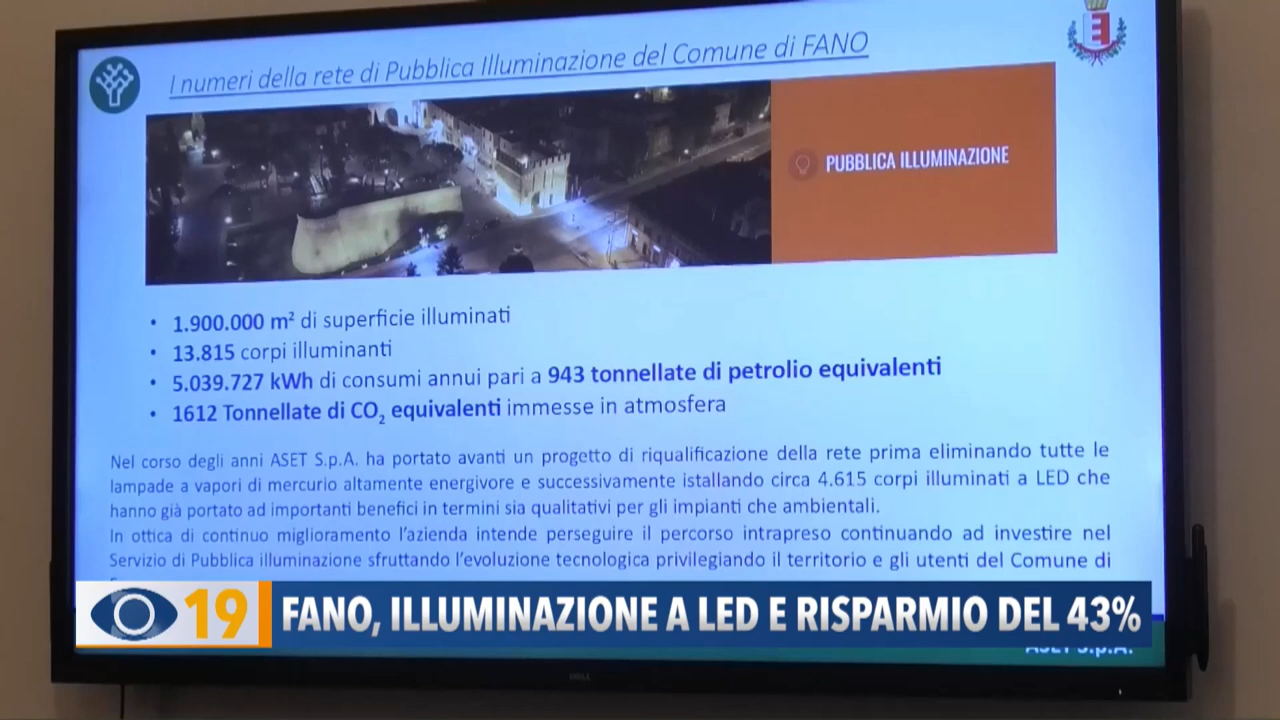 I numeri della rete di Pubblica Illuminazione del Comune di FANO
PUBBLICA ILLUMINAZIONE
• 1.900.000 m² di superficie illuminati
• 13.815 corpi illuminanti
• 5.039.727 kWh di consumi annui pari a 943 tonnellate di petrolio equivalenti
• 1612 Tonnellate di CO₂ equivalenti immesse in atmosfera
Nel corso degli anni ASET S.p.A. ha portato avanti un progetto di riqualificazione della rete prima eliminando tutte le
lampade a vapori di mercurio altamente energivore e successivamente istallando circa 4.615 corpi illuminati a LED che
hanno già portato ad importanti benefici in termini sia qualitativi per gli impianti che ambientali.
In ottica di continuo miglioramento l'azienda intende perseguire il percorso intrapreso continuando ad investire nel
Servizio di Pubblica illuminazione sfruttando l'evoluzione tecnologica privilegiando il territorio e gli utenti del Comune di
19 FANO, ILLUMINAZIONE A LED E RISPARMIO DEL 43%
ASET S.p.A.
DELL